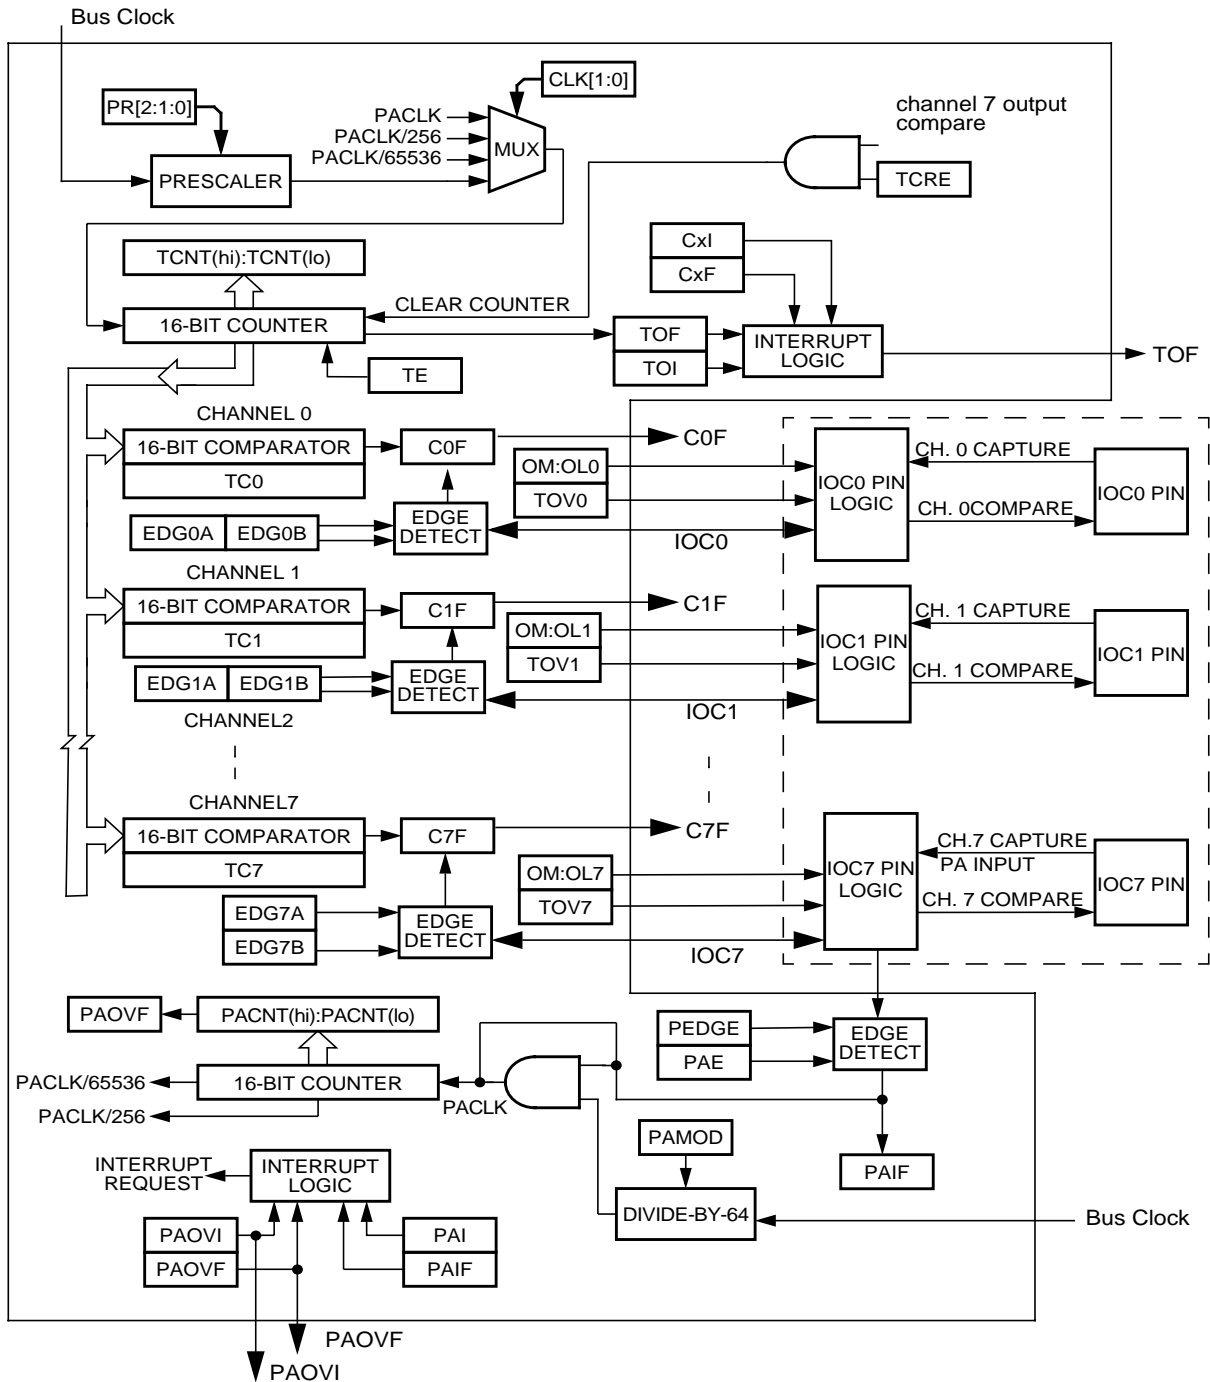 Bus Clock
CLK[1:0]
PR[2:1:0]
channel 7 output
compare
PACLK
PACLK/256
PACLK/65536
MUX
PRESCALER
TCRE
CxI
CxF
TCNT(hi):TCNT(lo)
CLEAR COUNTER
16-BIT COUNTER
TOF
TOI
INTERRUPT
LOGIC
TOF
TE
CHANNEL 0
16-BIT COMPARATOR
TC0
C0F
C0F
OM:OL0
TOV0
IOC0 PIN
LOGIC
CH. 0 CAPTURE
CH. 0COMPARE
IOC0 PIN
EDG0A
EDG0B
EDGE
DETECT
IOC0
CHANNEL 1
16-BIT COMPARATOR
TC1
C1F
C1F
OM:OL1
TOV1
IOC1 PIN
LOGIC
CH. 1 CAPTURE
CH. 1 COMPARE
IOC1 PIN
EDG1A
EDG1B
EDGE
DETECT
IOC1
CHANNEL2
CHANNEL7
16-BIT COMPARATOR
TC7
C7F
C7F
OM:OL7
TOV7
IOC7 PIN
LOGIC
CH.7 CAPTURE
PA INPUT
CH. 7 COMPARE
IOC7 PIN
EDG7A
EDG7B
EDGE
DETECT
IOC7
PAOVF
PACNT(hi):PACNT(lo)
PEDGE
PAE
EDGE
DETECT
PACLK/65536
16-BIT COUNTER
PACLK
PACLK/256
PAMOD
PAIF
INTERRUPT
REQUEST
INTERRUPT
LOGIC
DIVIDE-BY-64
Bus Clock
PAOVI
PAOVF
PAI
PAIF
PAOVF
PAOVI